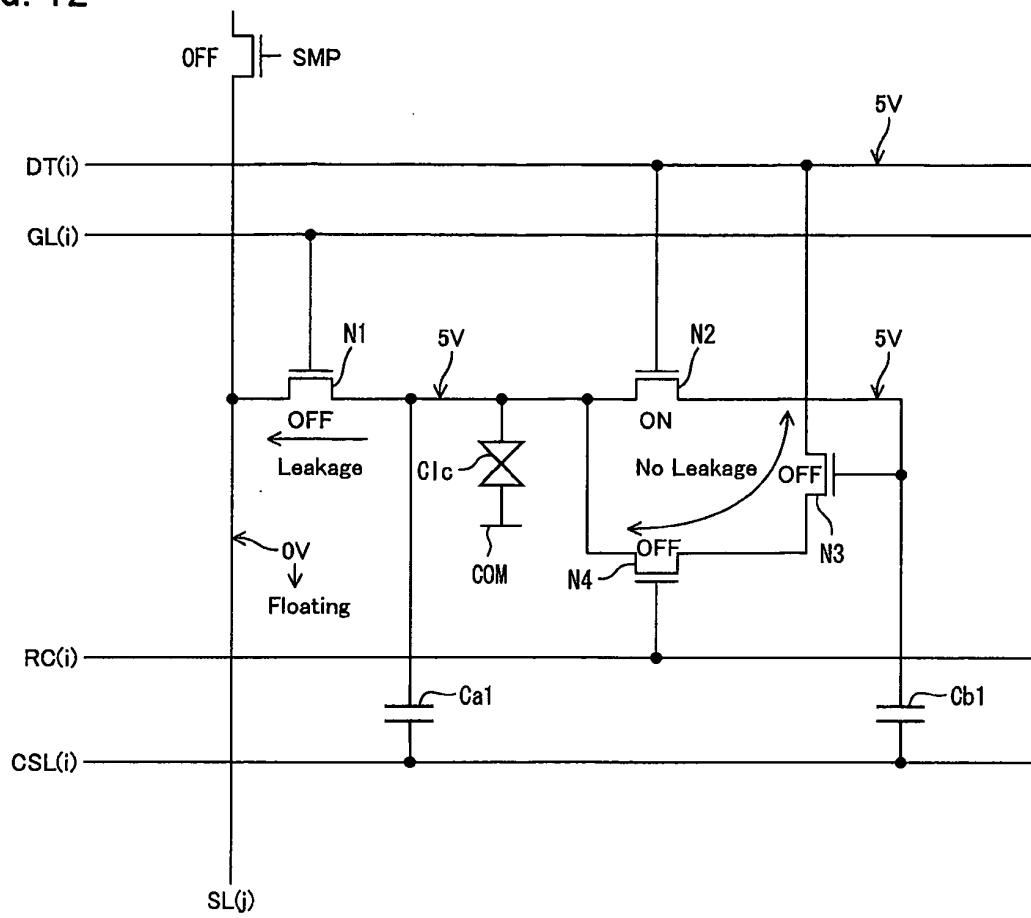 G. 12
OFF
SMP
5V
DT(i)
GL(i)
N1
5V
N2
5V
OFF
ON
Leakage
Clc
No Leakage
OFF
0V
COM
OFF
N3
N4
Floating
RC(i)
Ca1
Cb1
CSL(i)
SL(j)